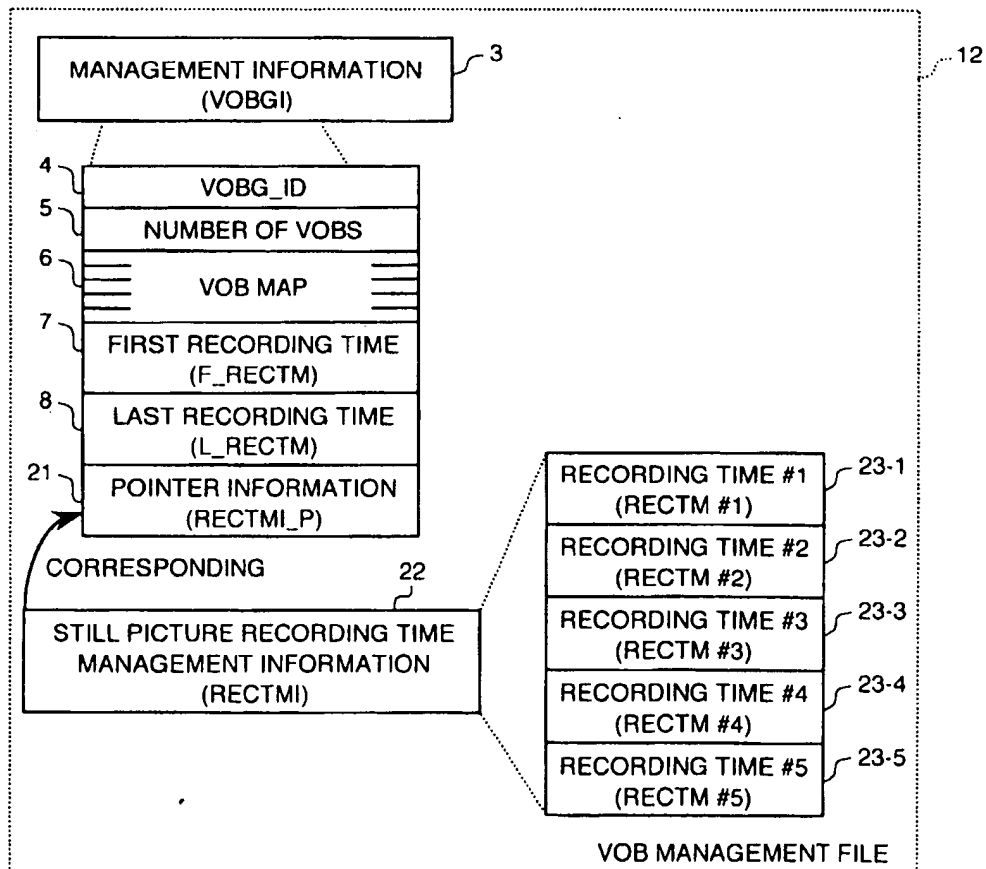 MANAGEMENT INFORMATION
(VOBGI)
3
12
4
VOBG_ID
5
NUMBER OF VOBS
6
VOB MAP
7
FIRST RECORDING TIME
(F_RECTM)
8
LAST RECORDING TIME
(L_RECTM)
21
POINTER INFORMATION
(RECTMI_P)
CORRESPONDING
22
STILL PICTURE RECORDING TIME
MANAGEMENT INFORMATION
(RECTMI)
RECORDING TIME #1
(RECTM #1)
23-1
RECORDING TIME #2
(RECTM #2)
23-2
RECORDING TIME #3
(RECTM #3)
23-3
RECORDING TIME #4
(RECTM #4)
23-4
RECORDING TIME #5
(RECTM #5)
23-5
VOB MANAGEMENT FILE